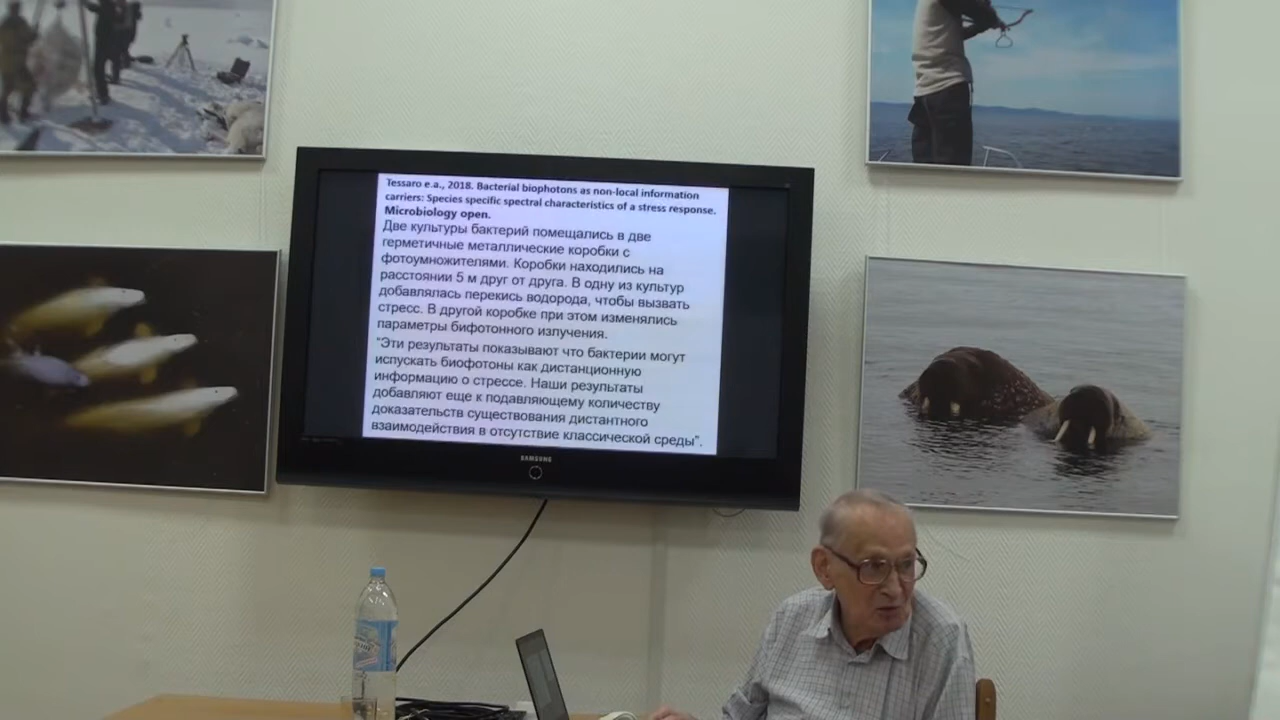 Tessaro e.a., 2018. Bacterial biophotons as non-local information
carriers: Species specific spectral characteristics of a stress response.
Microbiology open.
Две культуры бактерий помещались в две
герметичные металлические коробки с
фотоумножителями. Коробки находились на
расстоянии 5 м друг от друга. В одну из культур
добавлялась перекись водорода, чтобы вызвать
стресс. В другой коробке при этом изменялись
параметры бифотонного излучения.
"Эти результаты показывают что бактерии могут
испускать биофотоны как дистанционную
информацию о стрессе. Наши результаты
добавляют еще к подавляющему количеству
доказательств существования дистантного
взаимодействия в отсутствие классической среды".
SAMSUNG